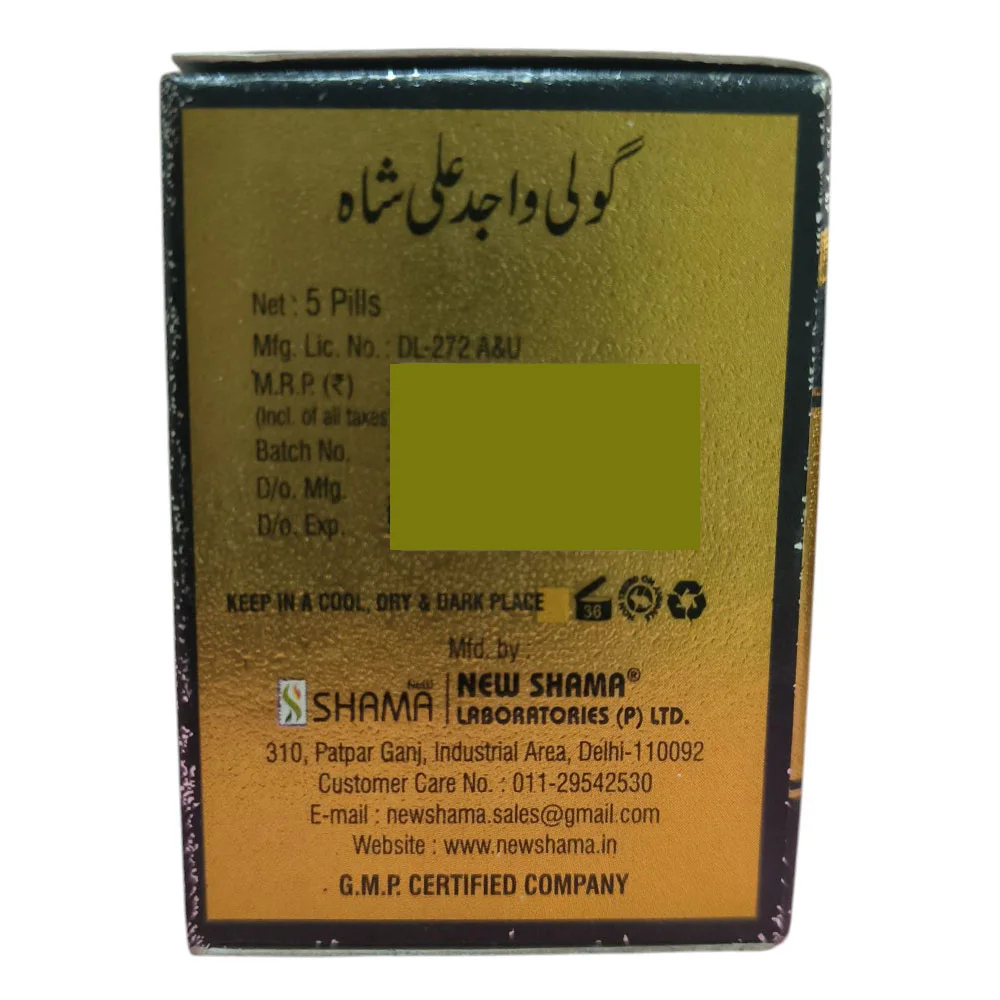 گولی واجد علی شاہ
Net : 5 Pills
Mfg. Lic. No. : DL-272 A&U
M.R.P. (₹) :
(Incl. of all taxes
Batch No. :
D/o. Mfg.
D/o. Exp.
KEEP IN A COOL, DRY & DARK PLACE
36
Mfd. by :
NEW
SHAMA
NEW SHAMA®
LABORATORIES (P) LTD.
310, Patpar Ganj, Industrial Area, Delhi-110092
Customer Care No. : 011-29542530
E-mail : newshama.sales@gmail.com
Website : www.newshama.in
G.M.P. CERTIFIED COMPANY